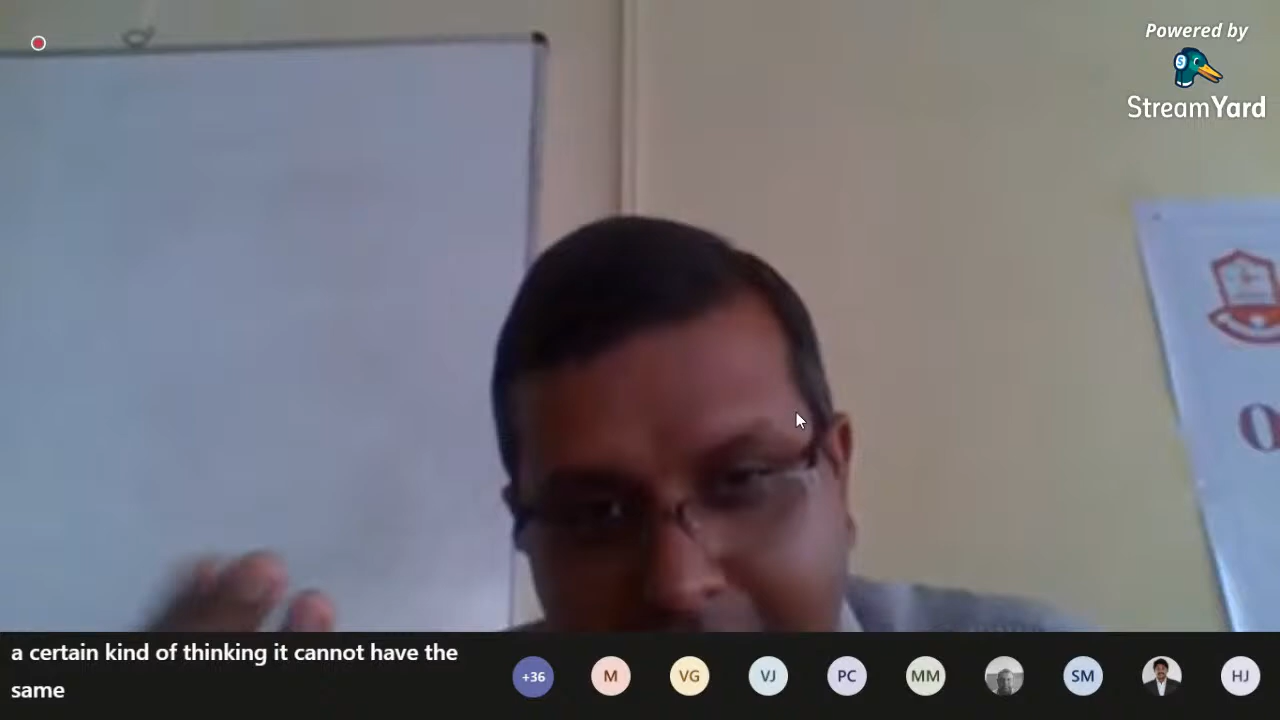 Powered by
StreamYard
a certain kind of thinking it cannot have the
same
+36
M
VG
VJ
PC
MM
SM
HJ